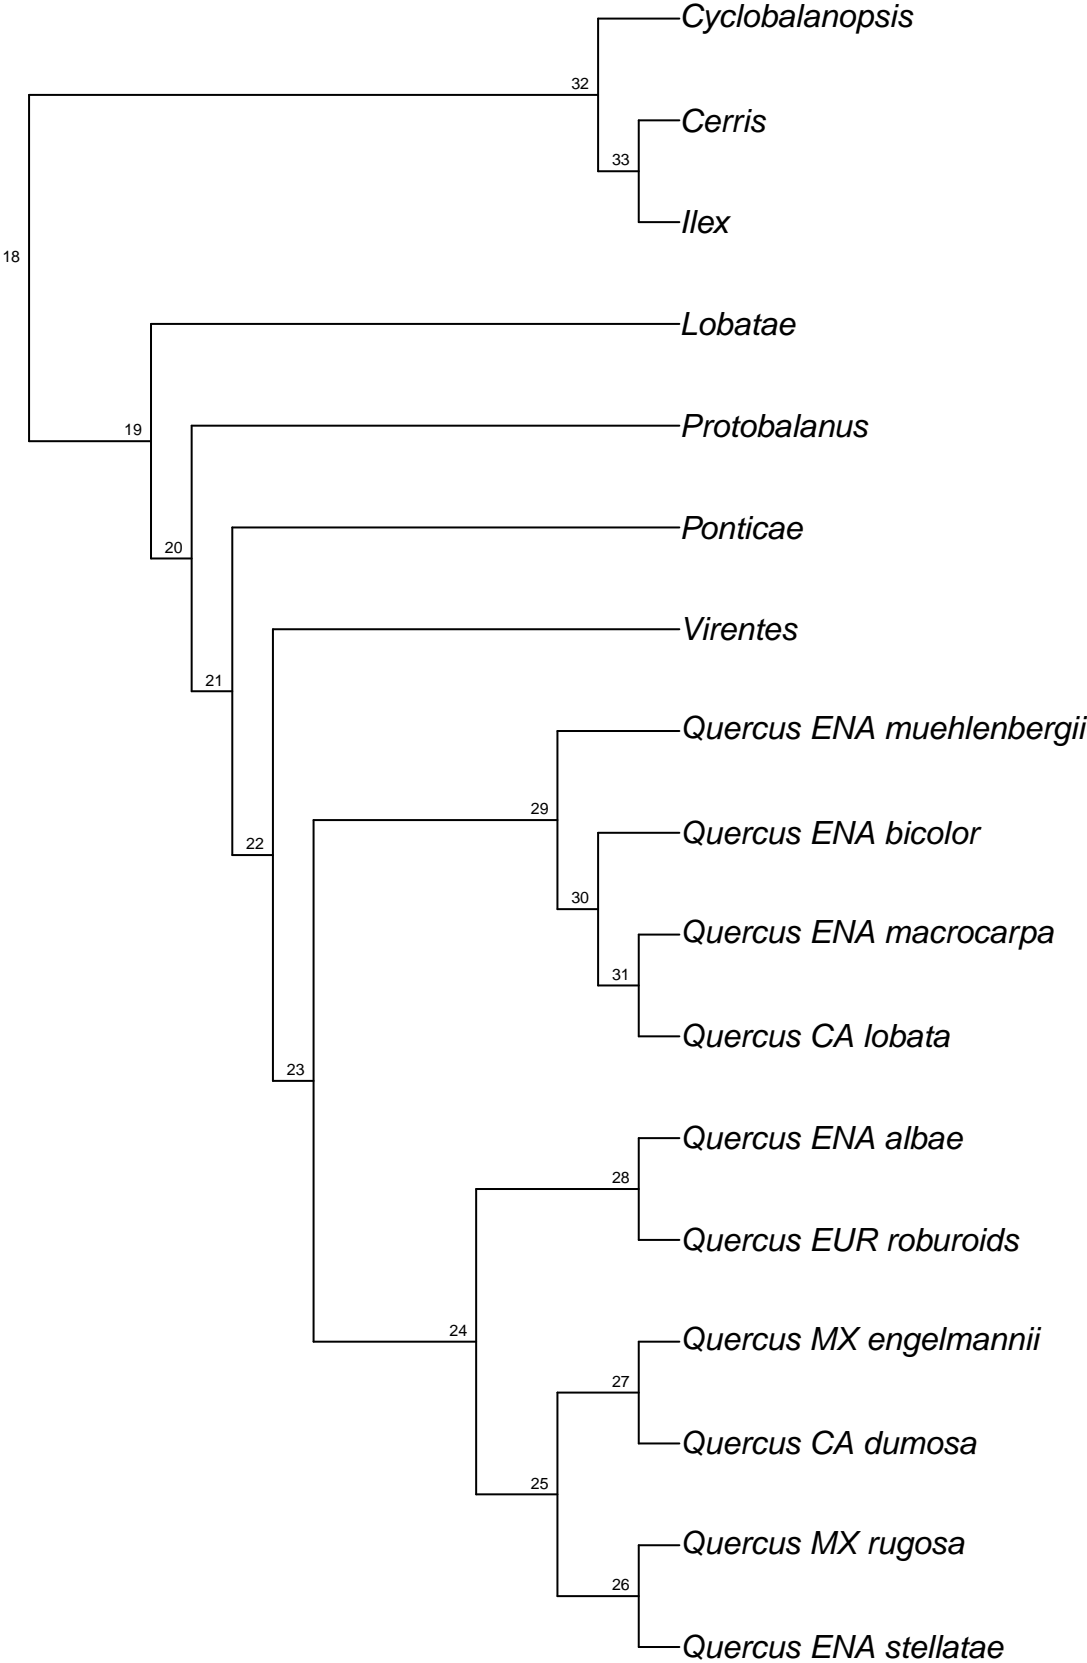 Cyclobalanopsis
32
Cerris
33
Ilex
18
Lobatae
19
Protobalanus
20
Ponticae
21
Virentes
22
Quercus ENA muehlenbergii
29
Quercus ENA bicolor
30
Quercus ENA macrocarpa
31
Quercus CA lobata
23
Quercus ENA albae
28
Quercus EUR roburoids
24
Quercus MX engelmannii
27
Quercus CA dumosa
25
Quercus MX rugosa
26
Quercus ENA stellatae